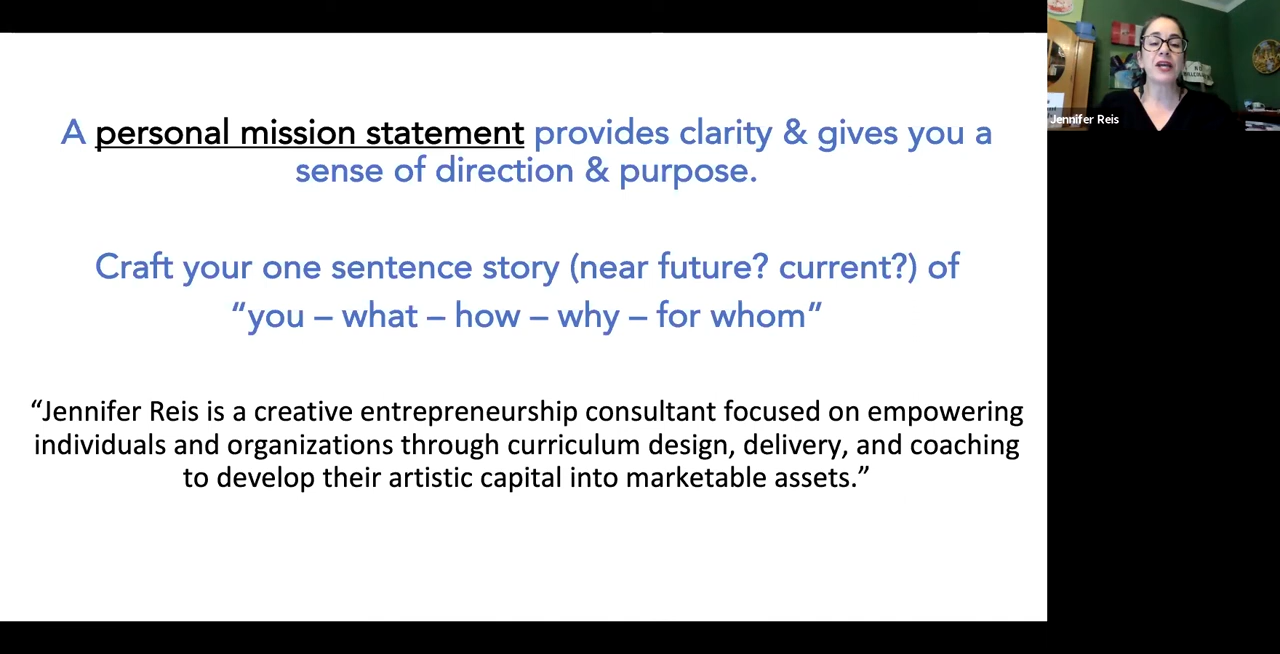 A personal mission statement provides clarity & gives you a
sense of direction & purpose.
Craft your one sentence story (near future? current?) of
“you – what – how – why – for whom”
“Jennifer Reis is a creative entrepreneurship consultant focused on empowering
individuals and organizations through curriculum design, delivery, and coaching
to develop their artistic capital into marketable assets.”
Jennifer Reis